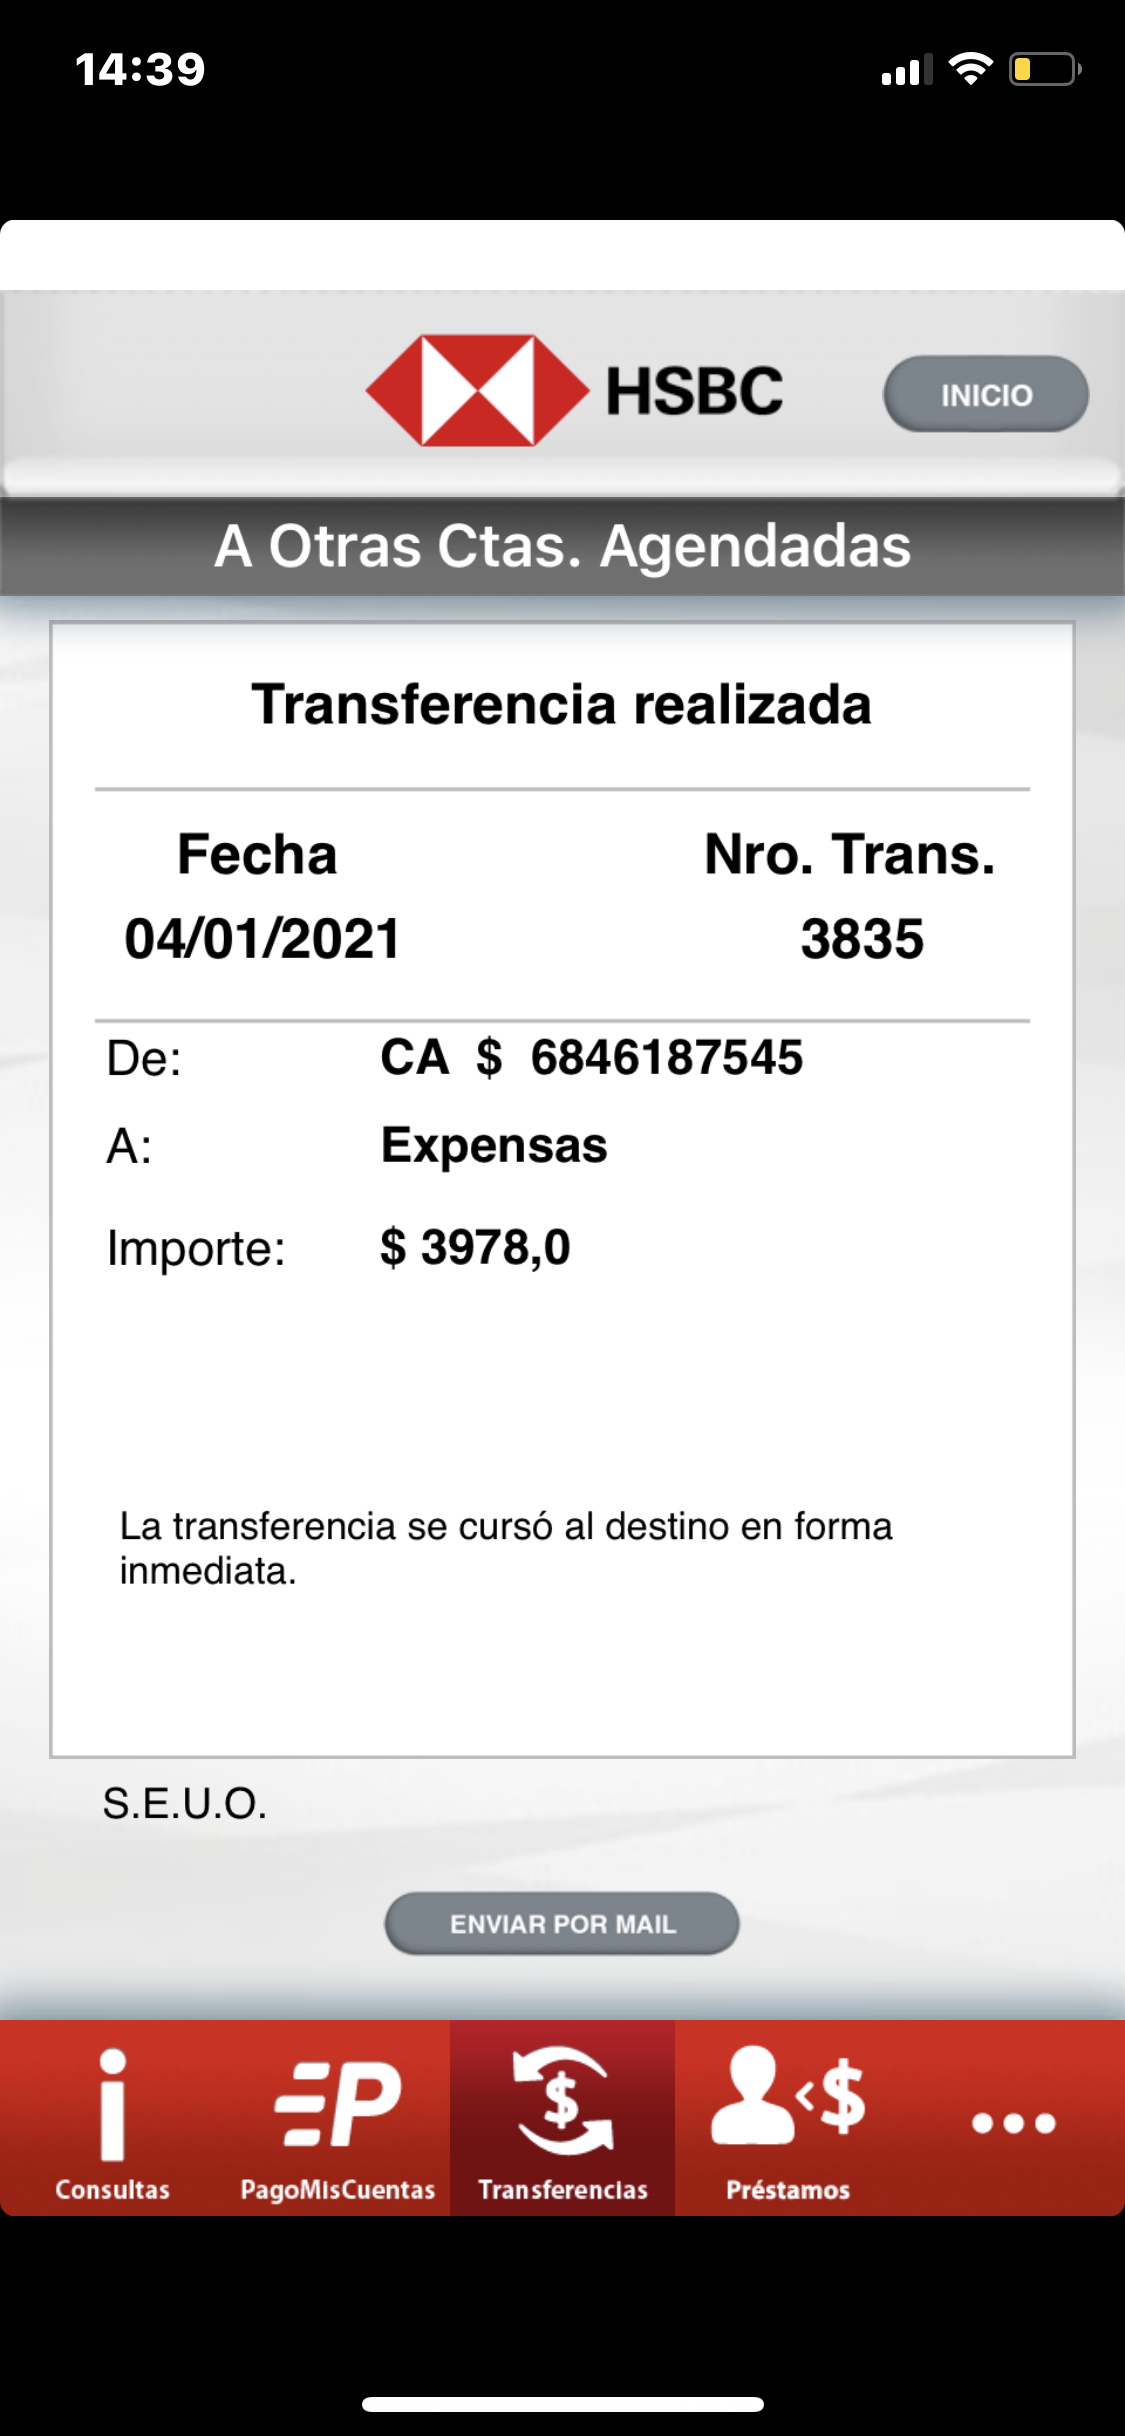 14:39
HSBC
INICIO
A Otras Ctas. Agendadas
Transferencia realizada
Fecha Nro. Trans.
04/01/2021 3835
De: CA $ 6846187545
A: Expensas
Importe: $ 3978,0
La transferencia se cursó al destino en forma
inmediata.
S.E.U.O.
ENVIAR POR MAIL
Consultas PagoMisCuentas Transferencias Préstamos